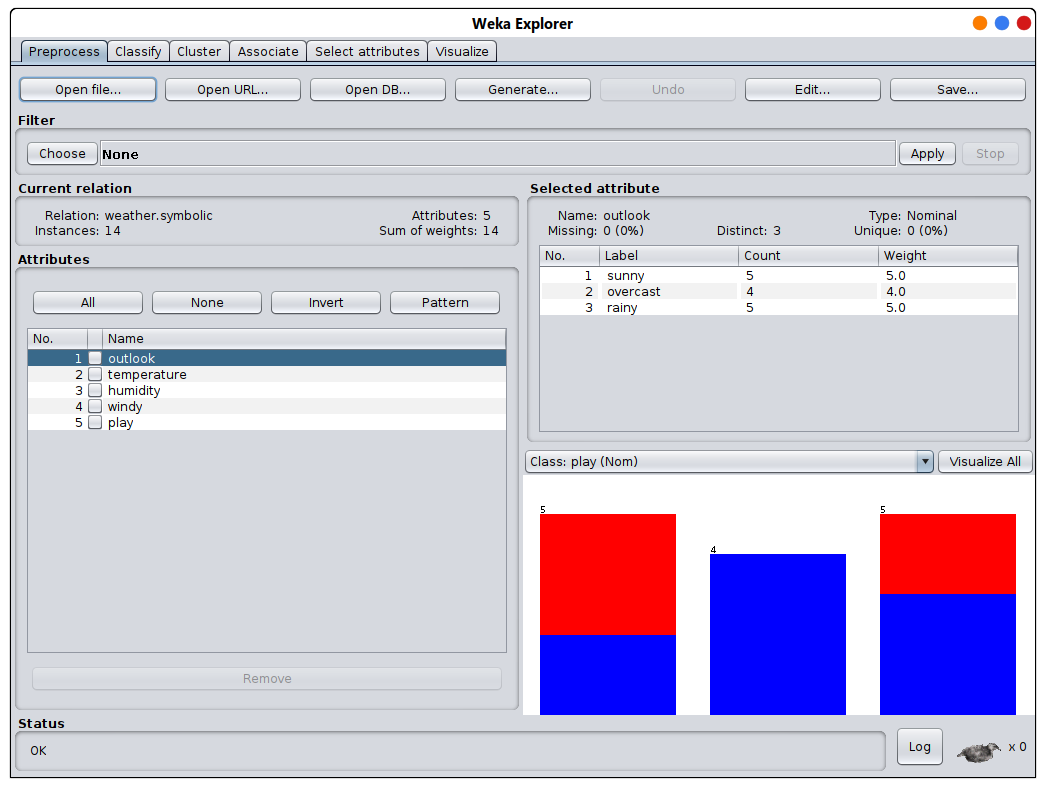 Weka Explorer
Preprocess Classify Cluster Associate Select attributes Visualize
Open file... Open URL... Open DB... Generate... Undo Edit... Save...
Filter
Choose None Apply Stop
Current relation
Relation: weather.symbolic Attributes: 5
Instances: 14 Sum of weights: 14
Attributes
All None Invert Pattern
No. Name
1 outlook
2 temperature
3 humidity
4 windy
5 play
Remove
Selected attribute
Name: outlook Type: Nominal
Missing: 0 (0%) Distinct: 3 Unique: 0 (0%)
No. Label Count Weight
1 sunny 5 5.0
2 overcast 4 4.0
3 rainy 5 5.0
Class: play (Nom) Visualize All
5 4 5
Status
OK Log x 0